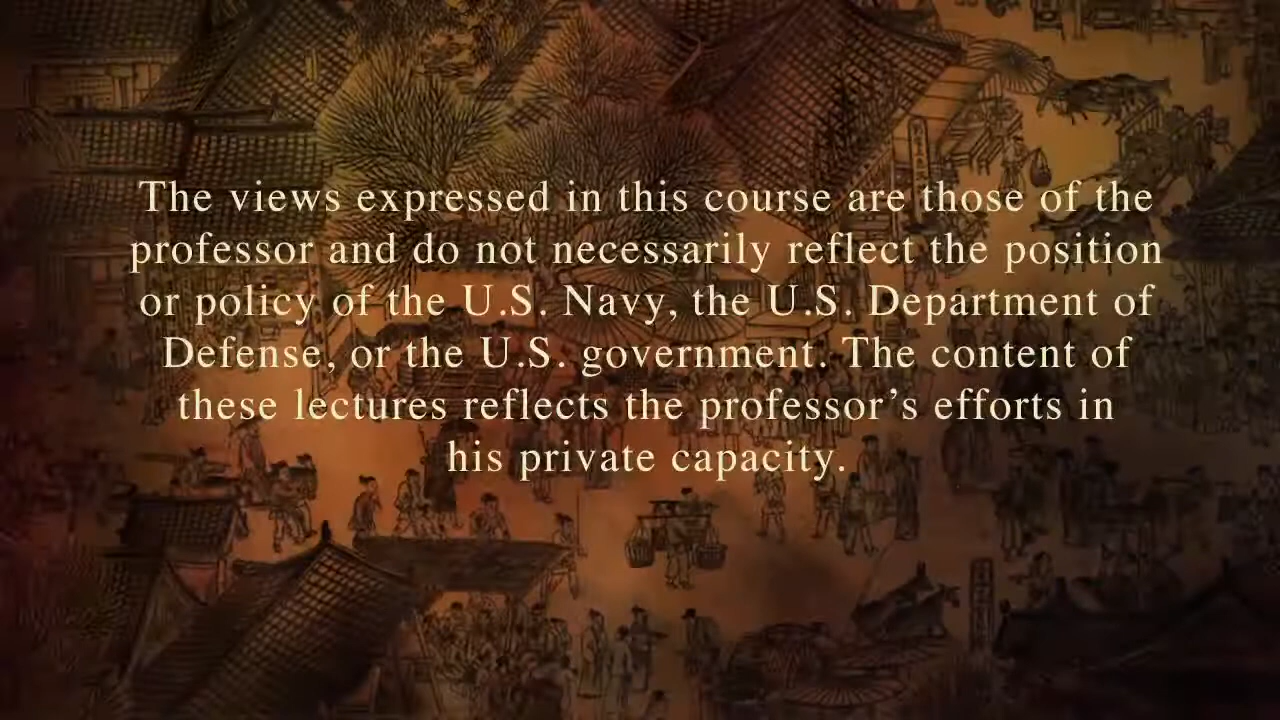 The views expressed in this course are those of the
professor and do not necessarily reflect the position
or policy of the U.S. Navy, the U.S. Department of
Defense, or the U.S. government. The content of
these lectures reflects the professor’s efforts in
his private capacity.